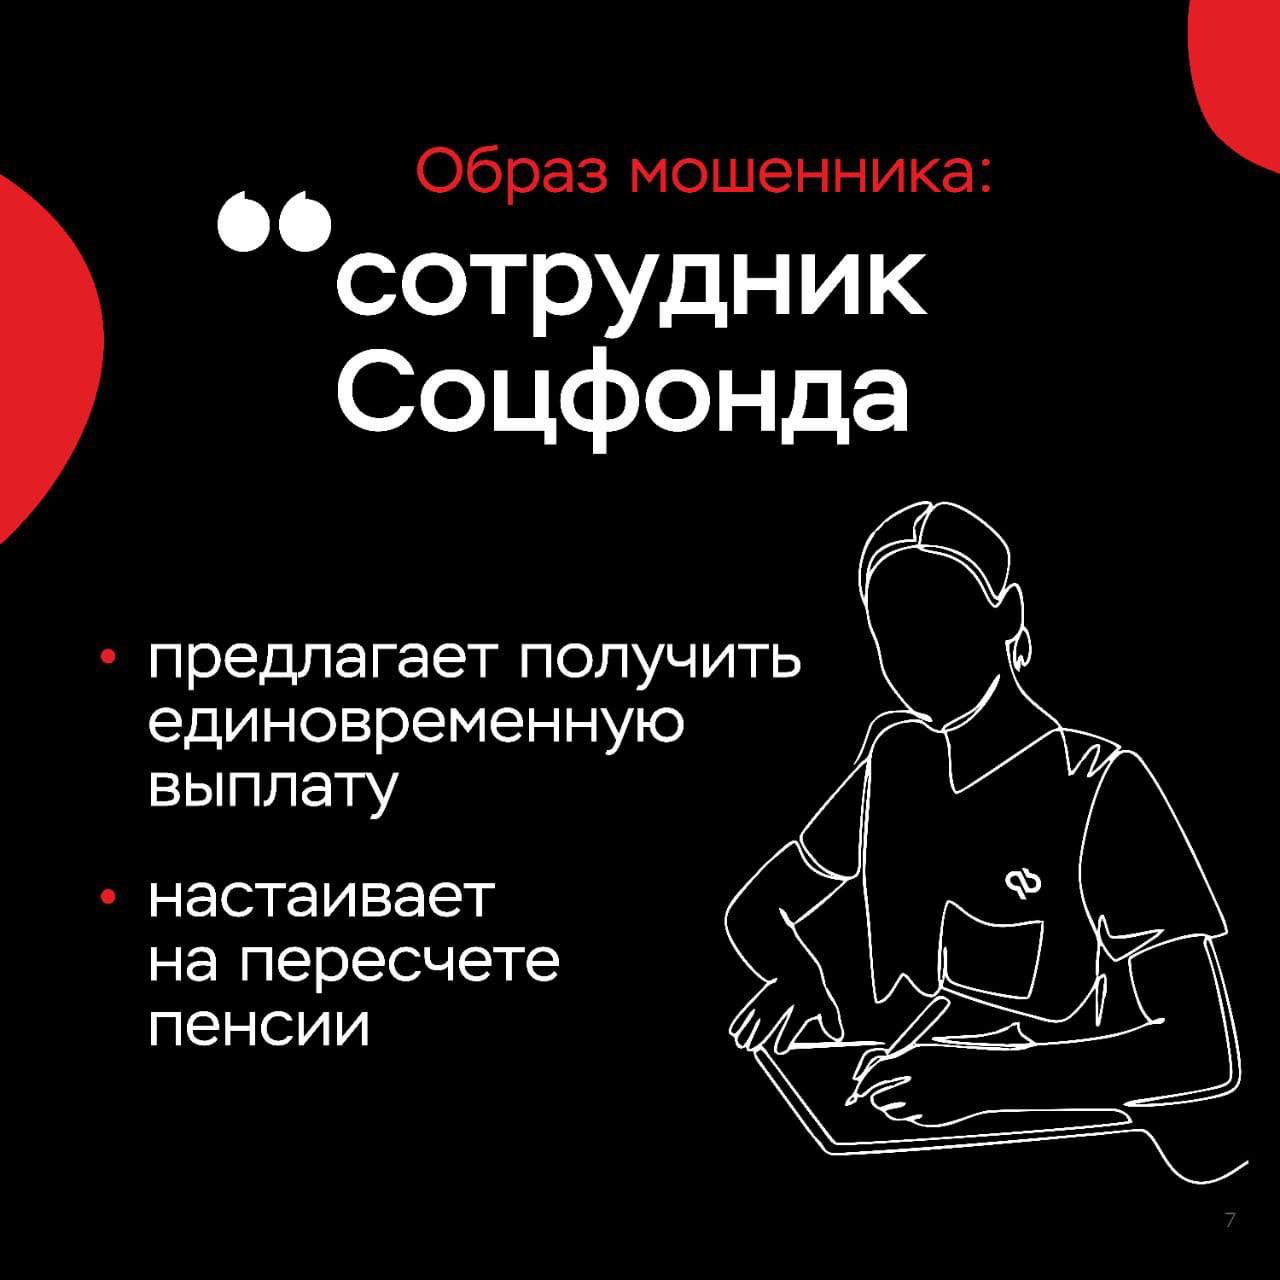 Образ мошенника:
“сотрудник
Соцфонда
• предлагает получить
единовременную
выплату
• настаивает
на пересчете
пенсии
7